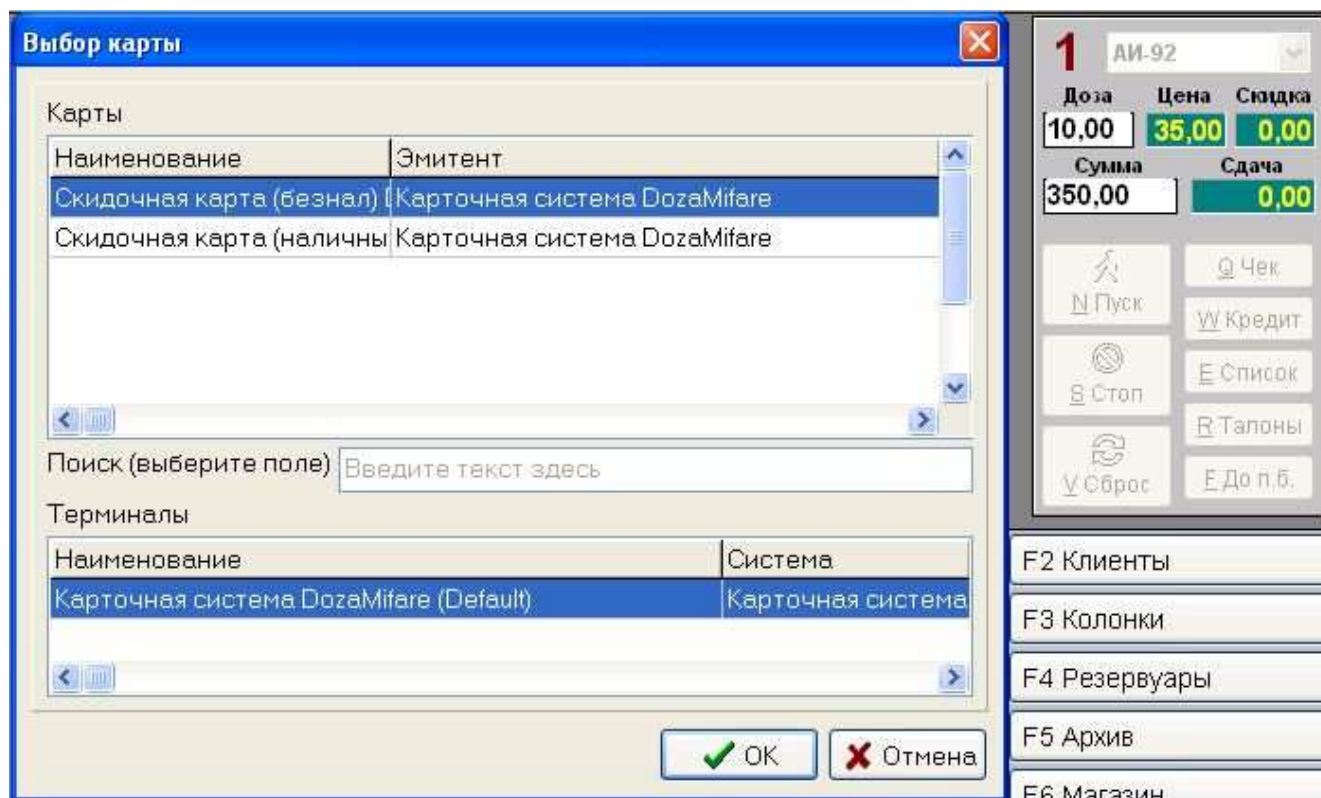 Выбор карты
Карты
Наименование Эмитент
Скидочная карта (безнал) Карточная система DozaMifare
Скидочная карта (наличны Карточная система DozaMifare
Поиск (выберите поле) Введите текст здесь
Терминалы
Наименование Система
Карточная система DozaMifare (Default) Карточная система
OK Отмена
1 АИ-92
Доза Цена Скидка
10,00 35,00 0,00
Сумма Сдача
350,00 0,00
N Пуск
S Стоп
V Сброс
Q Чек
W Кредит
E Список
R Талоны
F До п.б.
F2 Клиенты
F3 Колонки
F4 Резервуары
F5 Архив
F6 Магазин